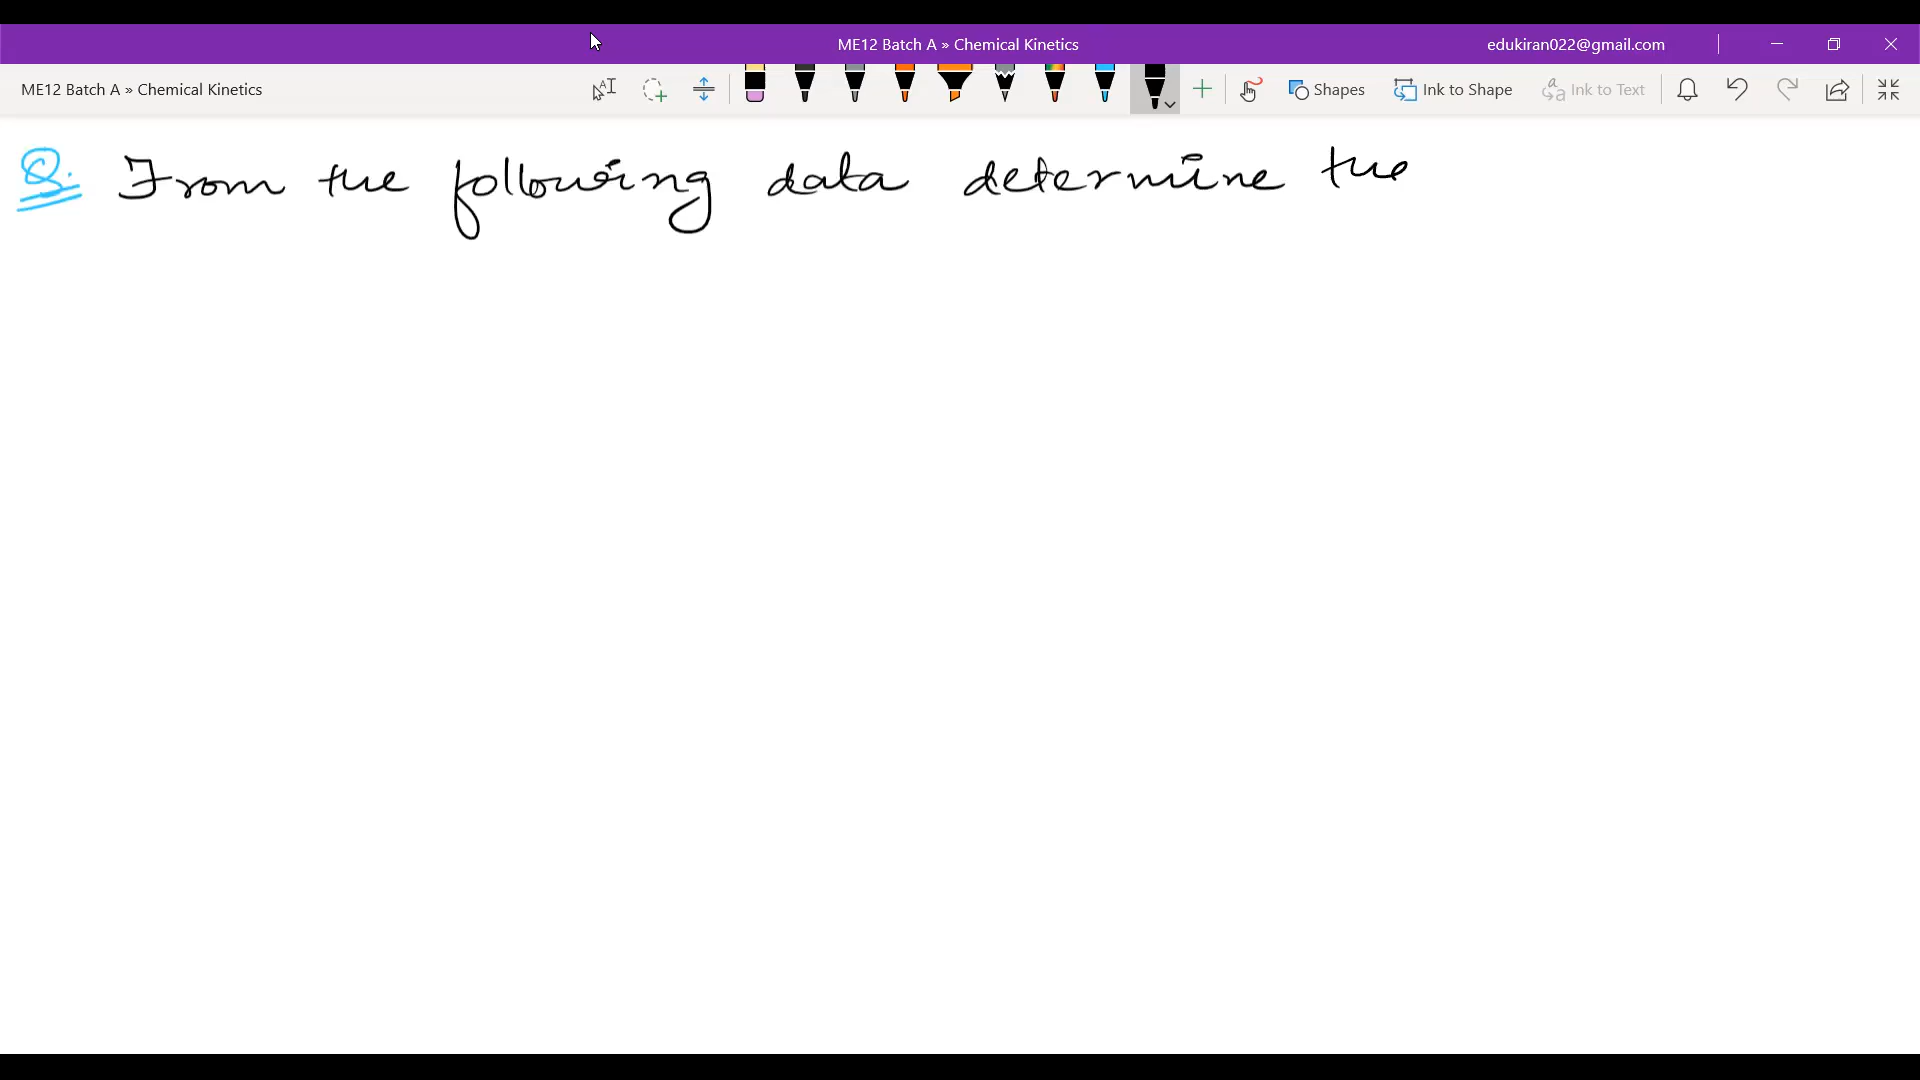 ME12 Batch A » Chemical Kinetics
edukiran022@gmail.com
ME12 Batch A » Chemical Kinetics
Shapes
Ink to Shape
Ink to Text
Q. From the following data determine the